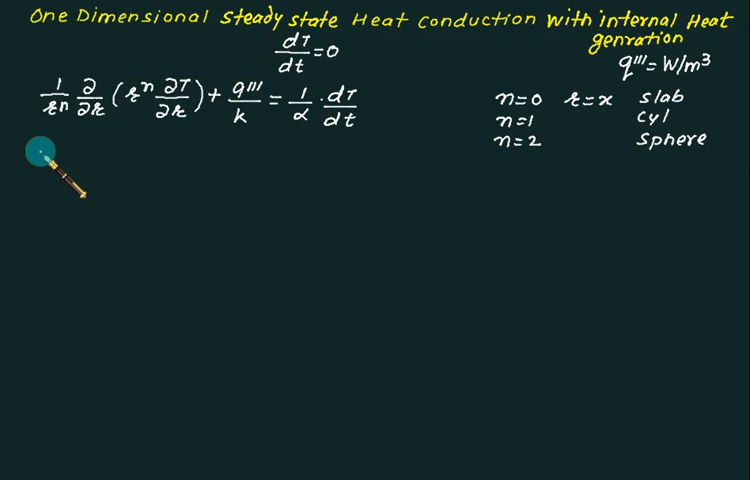 One Dimensional steady state Heat conduction with internal Heat
genration
dT/dt = 0
q''' = W/m³
1/rⁿ ∂/∂r (rⁿ ∂T/∂r) + q'''/k = 1/α · dT/dt
n=0 r=x slab
n=1 cyl
n=2 sphere